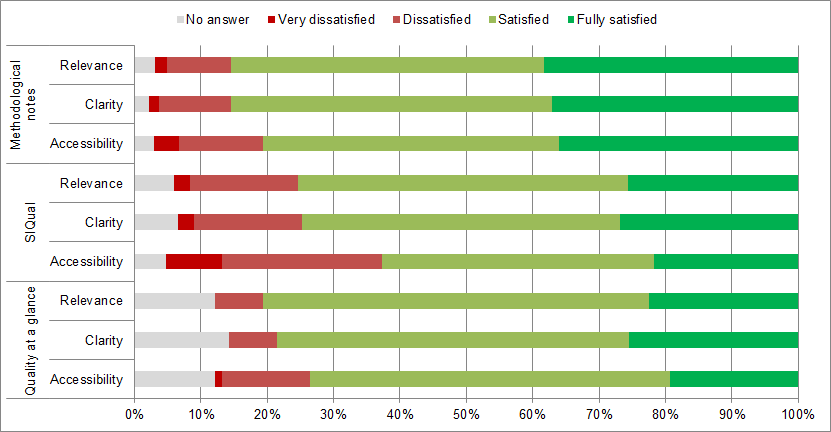 No answer Very dissatisfied Dissatisfied Satisfied Fully satisfied
Methodological
notes
Relevance
Clarity
Accessibility
SIQual
Relevance
Clarity
Accessibility
Quality at a glance
Relevance
Clarity
Accessibility
0% 10% 20% 30% 40% 50% 60% 70% 80% 90% 100%